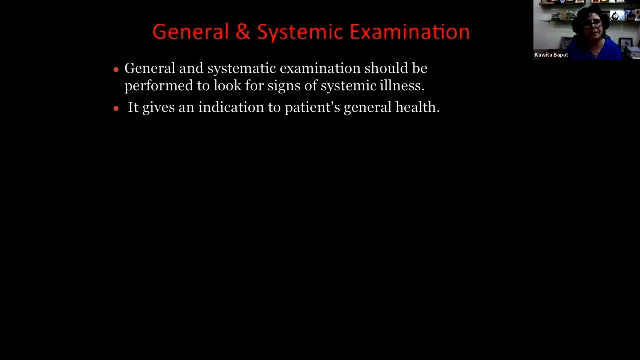 General & Systemic Examination
• General and systematic examination should be
performed to look for signs of systemic illness.
• It gives an indication to patient's general health.
Kawita Bapat